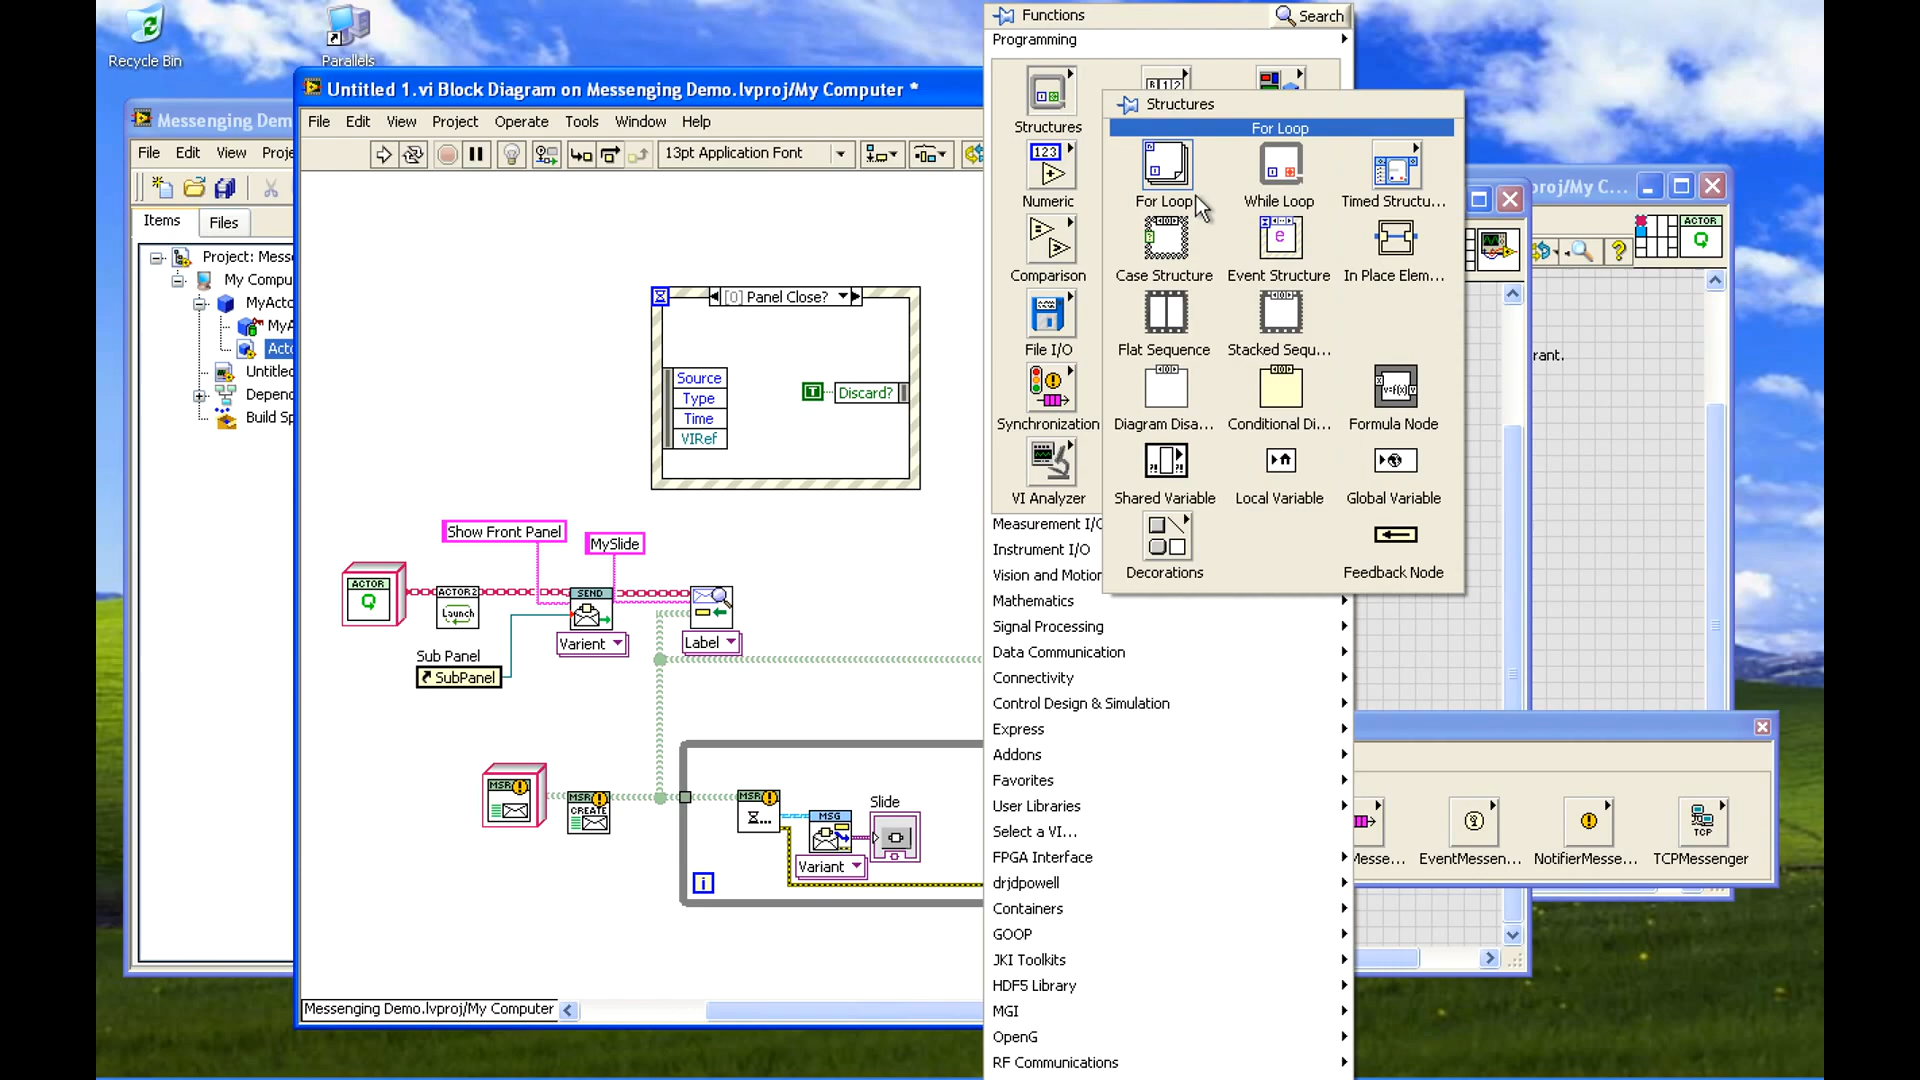 Recycle Bin
Parallels
Functions
Search
Programming
Untitled 1.vi Block Diagram on Messenging Demo.lvproj/My Computer *
Messenging Dem
File Edit View Project Operate Tools Window Help
File Edit View Proje
13pt Application Font
Items
Files
Project: Mess
My Compu
MyActo
MyA
Acto
Untitled
Depend
Build Sp
[0] Panel Close?
Source
Type
Time
VIRef
T
Discard?
Show Front Panel
MySlide
ACTOR
ACTOR 2
Launch
SEND
Varient
Label
Sub Panel
SubPanel
MSR
MSR
CREATE
MSR
MSG
Variant
Slide
i
Messenging Demo.lvproj/My Computer
Structures
Numeric
123
Comparison
File I/O
Synchronization
VI Analyzer
Structures
For Loop
For Loop
While Loop
Timed Structu...
Case Structure
Event Structure
In Place Elem...
Flat Sequence
Stacked Sequ...
Diagram Disa...
Conditional Di...
Formula Node
Shared Variable
Local Variable
Global Variable
Decorations
Feedback Node
Measurement I/O
Instrument I/O
Vision and Motion
Mathematics
Signal Processing
Data Communication
Connectivity
Control Design & Simulation
Express
Addons
Favorites
User Libraries
Select a VI...
FPGA Interface
drjdpowell
Containers
GOOP
JKI Toolkits
HDF5 Library
MGI
OpenG
RF Communications
proj/My C...
ACTOR
rant.
Messe...
EventMessen...
NotifierMesse...
TCP
TCPMessenger